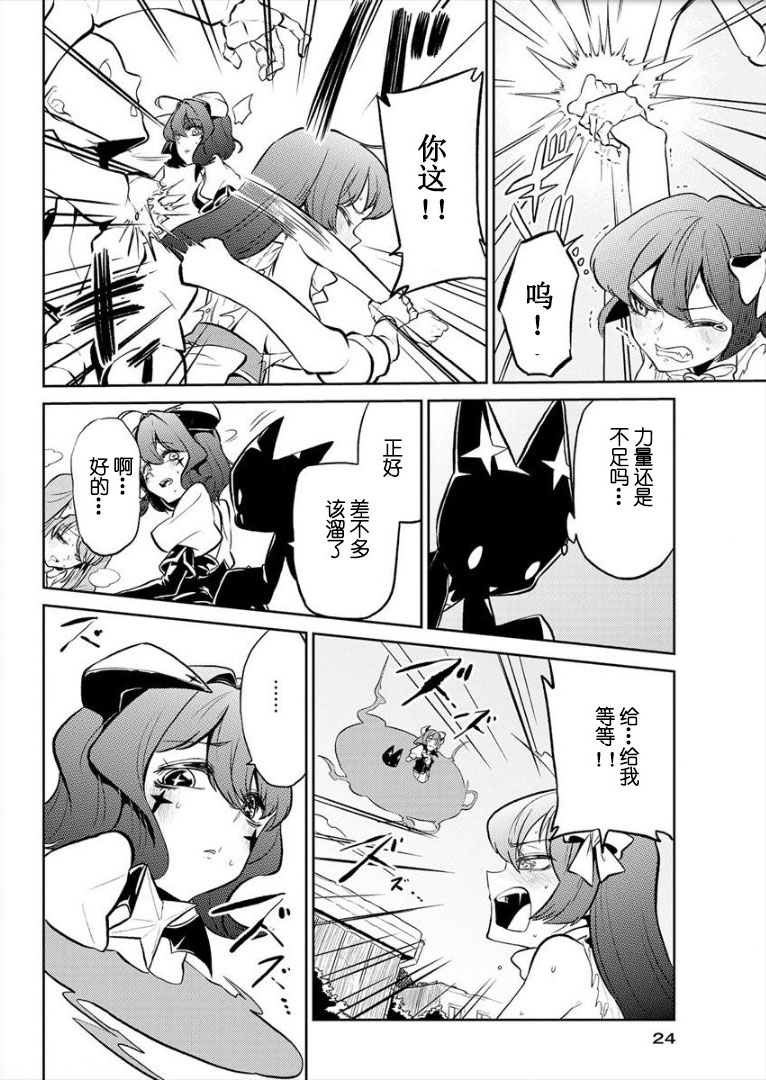 呜！
你这！！
力量还是
不足吗…
正好
差不多
该溜了
啊…
好的…
给…给我
等等！！
……
24